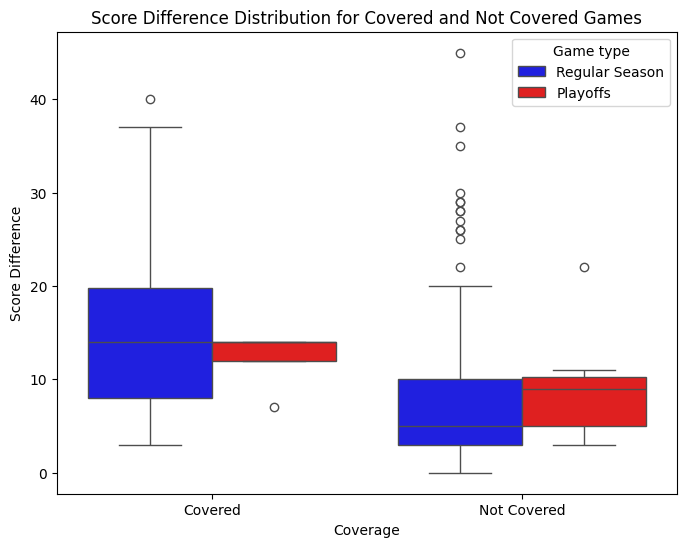 Score Difference Distribution for Covered and Not Covered Games
Game type
Regular Season
Playoffs
40
30
20
10
0
Score Difference
Covered
Not Covered
Coverage